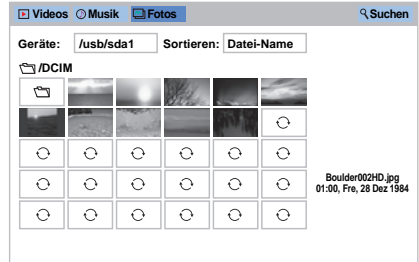 Videos Musik Fotos Suchen
Geräte: /usb/sda1 Sortieren: Datei-Name
/DCIM
Boulder002HD.jpg
01:00, Fre, 28 Dez 1984